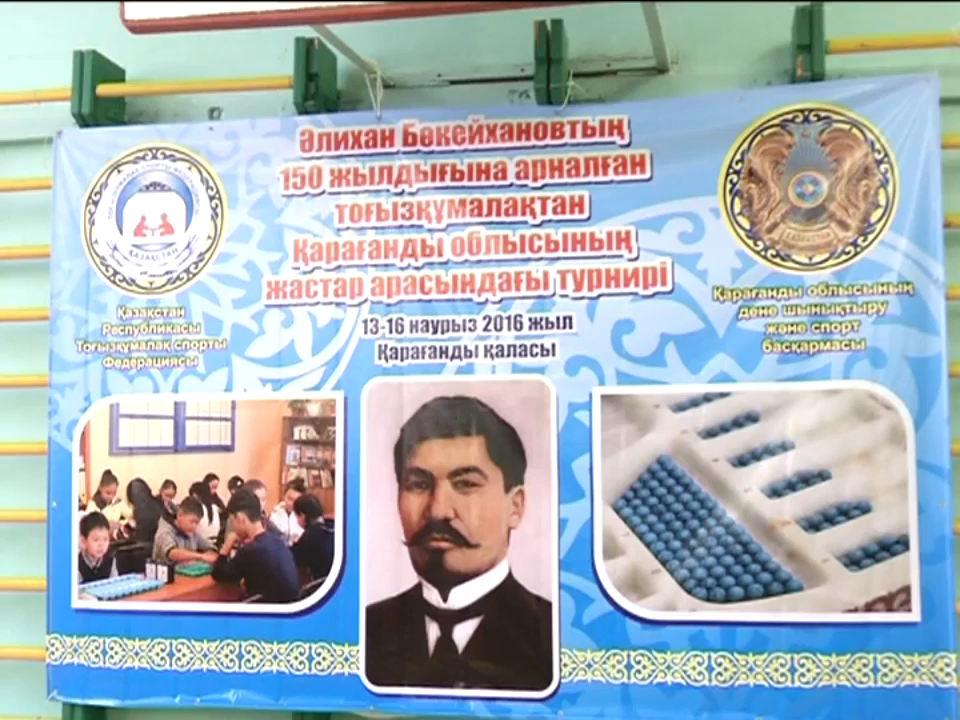 Әлихан Бөкейхановтың
150 жылдығына арналған
тоғызқұмалақтан
Қарағанды облысының
жастар арасындағы турнирі
13-16 наурыз 2016 жыл
Қарағанды қаласы
Қазақстан
Республикасы
Тоғызқұмалақ спорты
Федерациясы
Қарағанды облысының
дене шынықтыру
және спорт
басқармасы
ҚАЗАҚСТАН